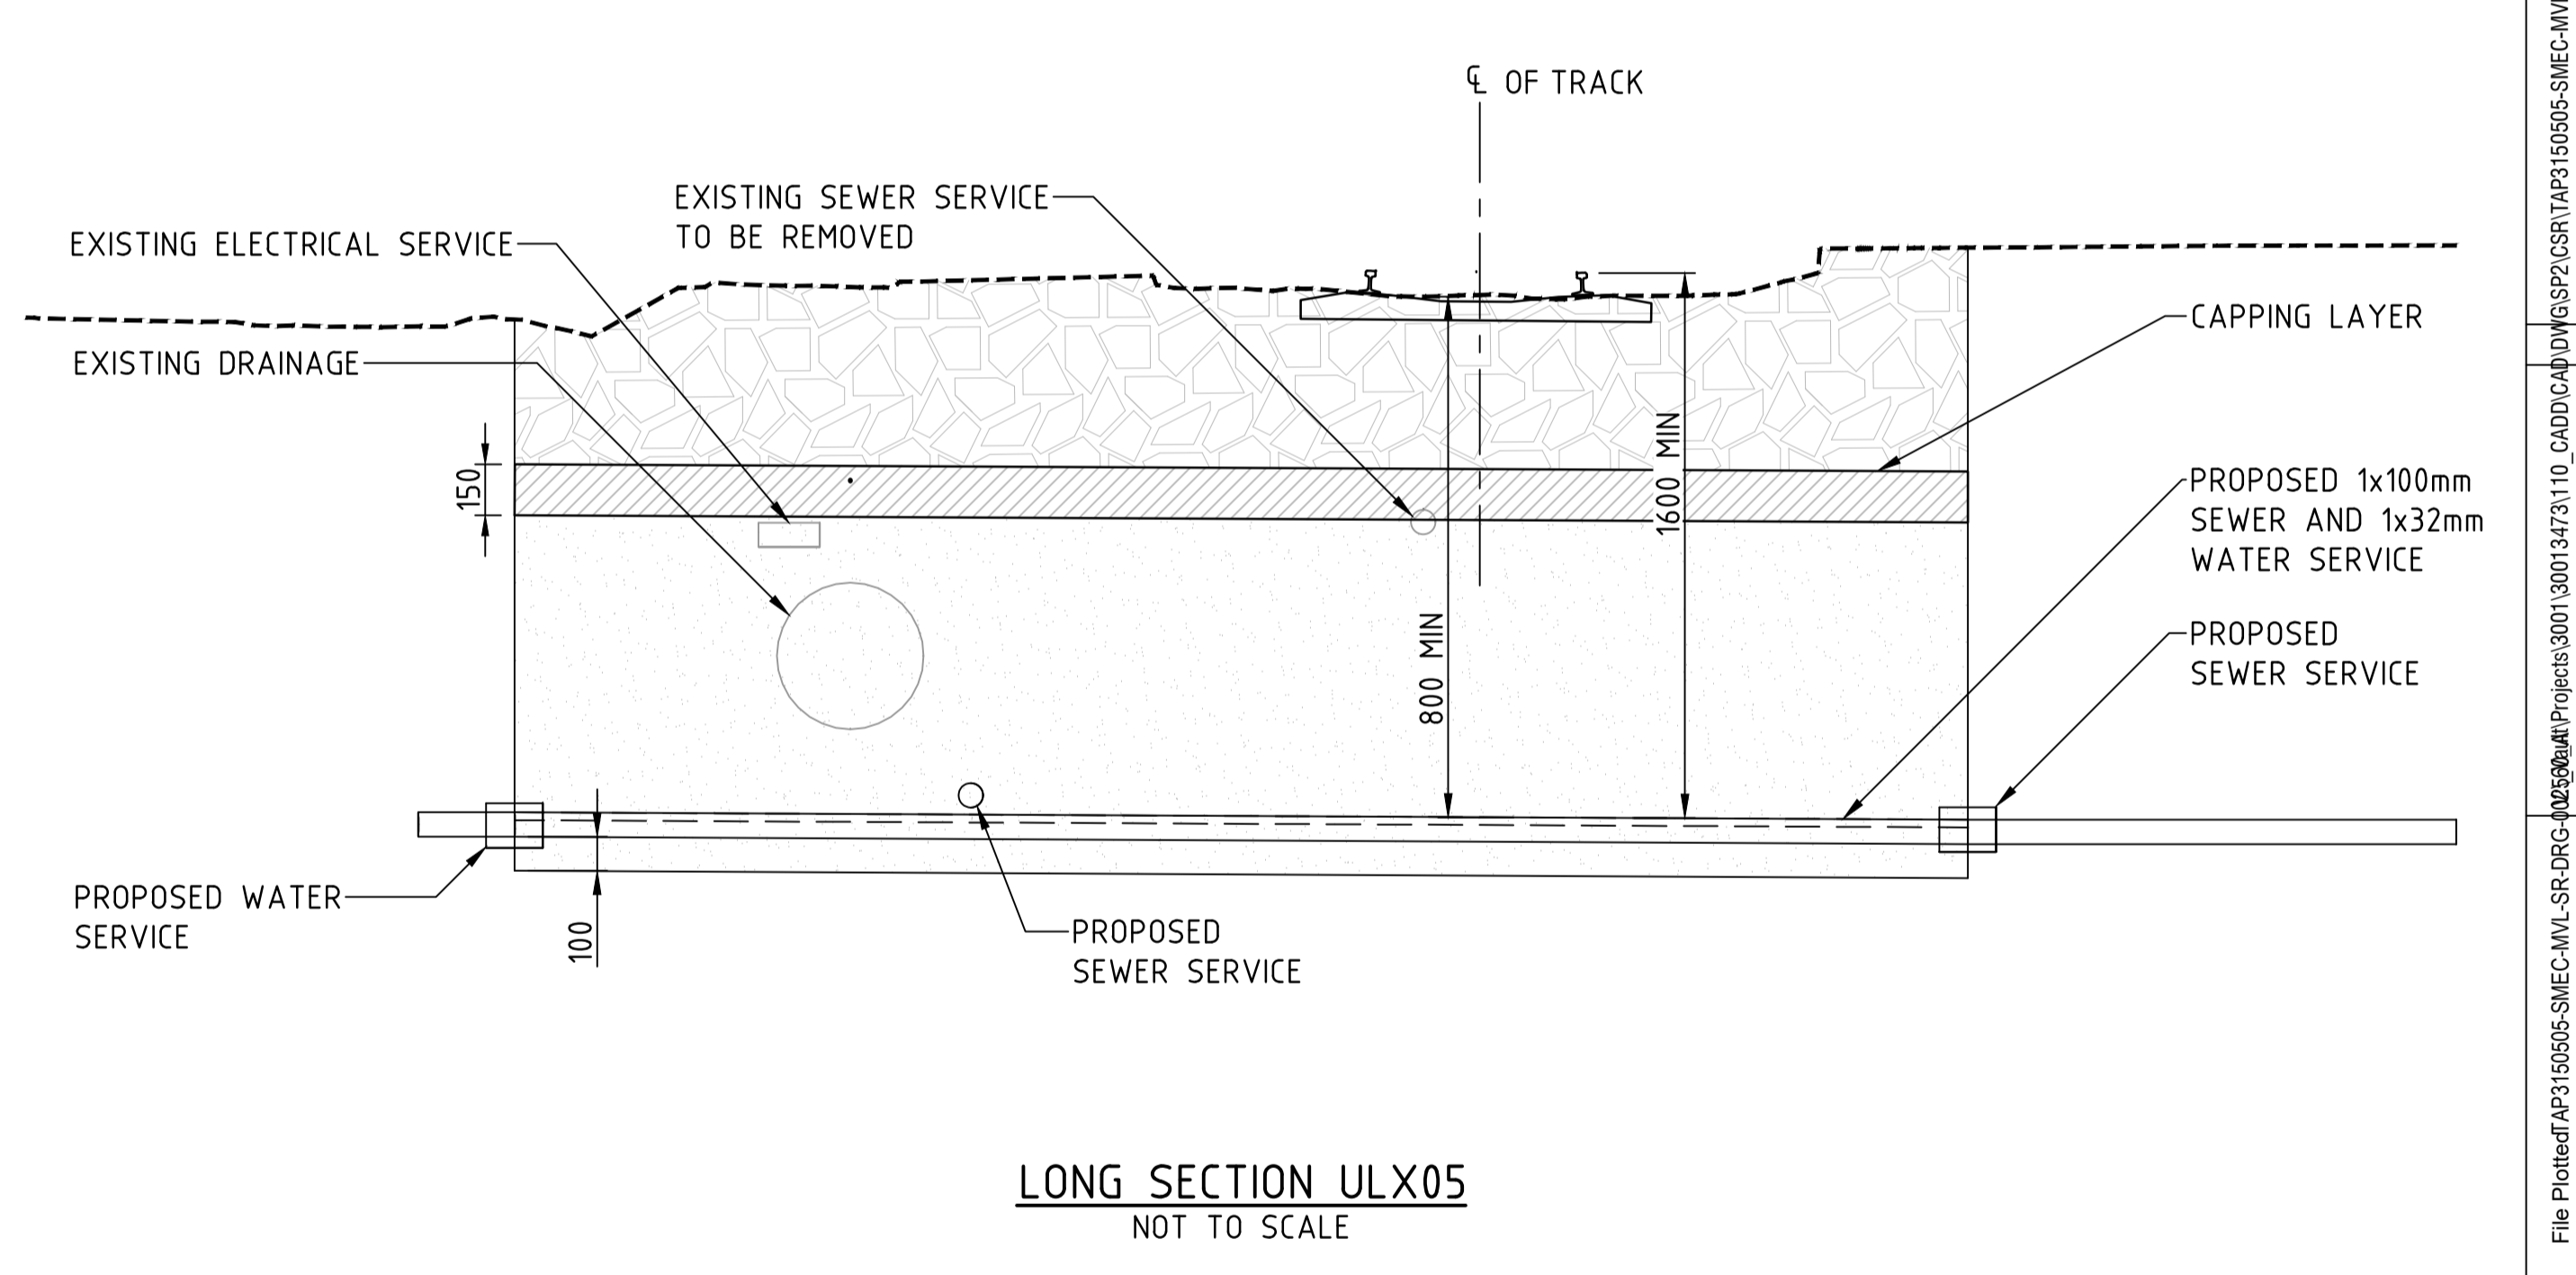 ℄ OF TRACK
EXISTING SEWER SERVICE
TO BE REMOVED
EXISTING ELECTRICAL SERVICE
EXISTING DRAINAGE
CAPPING LAYER
150
1600 MIN
800 MIN
PROPOSED 1x100mm
SEWER AND 1x32mm
WATER SERVICE
PROPOSED
SEWER SERVICE
PROPOSED WATER
SERVICE
100
PROPOSED
SEWER SERVICE
LONG SECTION ULX05
NOT TO SCALE
File Plotted